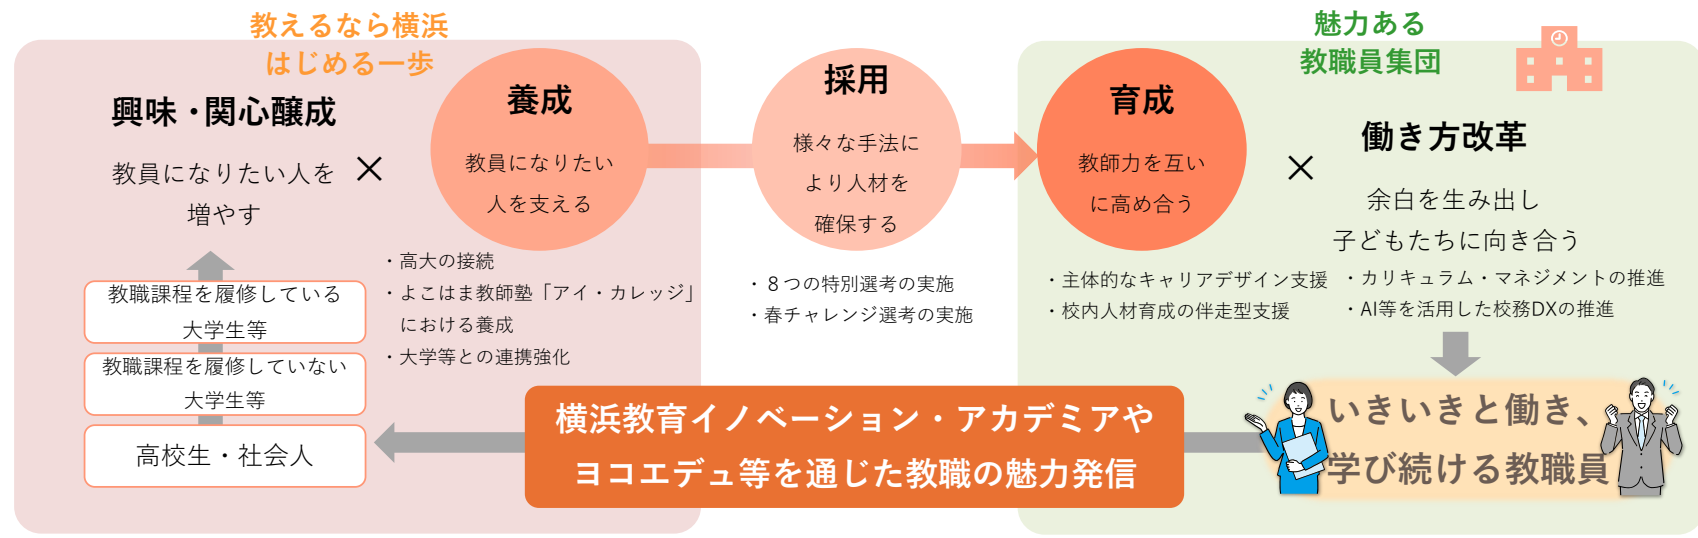 教えるなら横浜
はじめる一歩
興味・関心醸成
教員になりたい人を
増やす
×
養成
教員になりたい
人を支える
・高大の接続
・よこはま教師塾「アイ・カレッジ」
における養成
・大学等との連携強化
教職課程を履修している
大学生等
教職課程を履修していない
大学生等
高校生・社会人
採用
様々な手法に
より人材を
確保する
・８つの特別選考の実施
・春チャレンジ選考の実施
魅力ある
教職員集団
育成
教師力を互い
に高め合う
・主体的なキャリアデザイン支援
・校内人材育成の伴走型支援
×
働き方改革
余白を生み出し
子どもたちに向き合う
・カリキュラム・マネジメントの推進
・AI等を活用した校務DXの推進
いきいきと働き、
学び続ける教職員
横浜教育イノベーション・アカデミアや
ヨコエデュ等を通じた教職の魅力発信